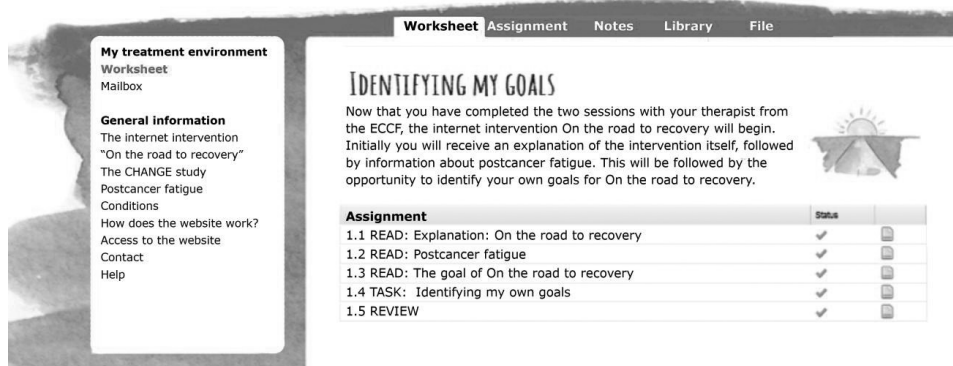 Worksheet Assignment Notes Library File
My treatment environment
Worksheet
Mailbox
General information
The internet intervention
“On the road to recovery”
The CHANGE study
Postcancer fatigue
Conditions
How does the website work?
Access to the website
Contact
Help
IDENTIFYING MY GOALS
Now that you have completed the two sessions with your therapist from
the ECCF, the internet intervention On the road to recovery will begin.
Initially you will receive an explanation of the intervention itself, followed
by information about postcancer fatigue. This will be followed by the
opportunity to identify your own goals for On the road to recovery.
Assignment Status
1.1 READ: Explanation: On the road to recovery
1.2 READ: Postcancer fatigue
1.3 READ: The goal of On the road to recovery
1.4 TASK: Identifying my own goals
1.5 REVIEW